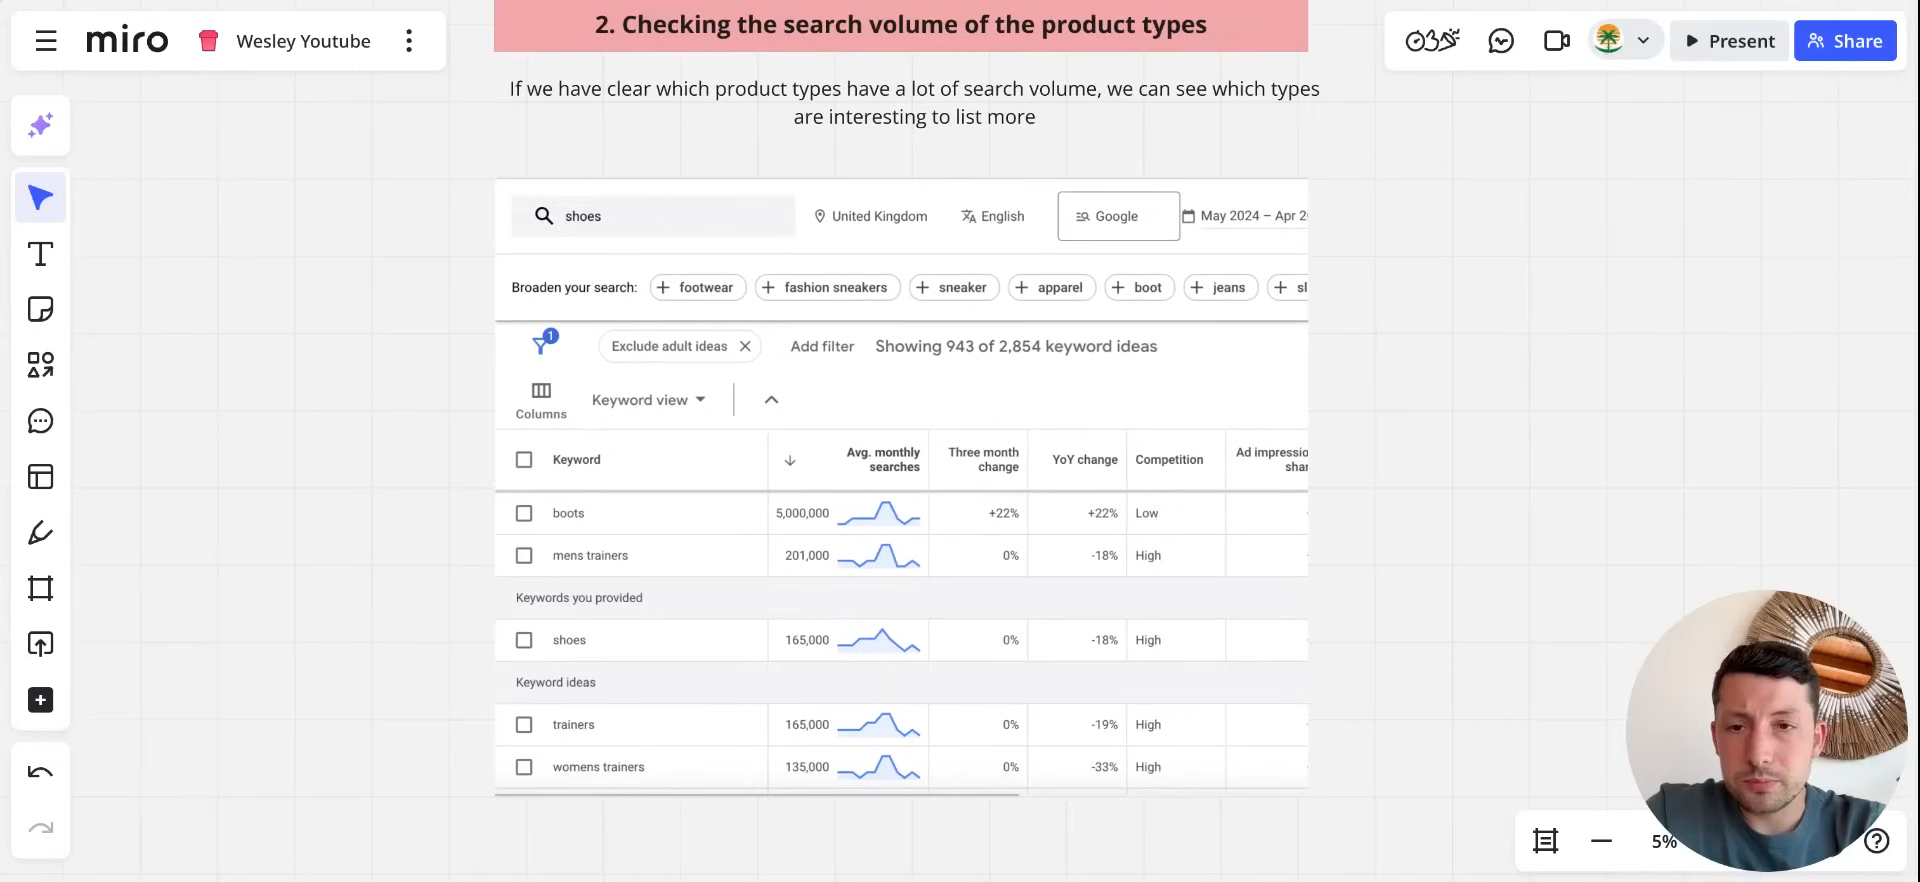 2. Checking the search volume of the product types
miro
Wesley Youtube
Present
Share
If we have clear which product types have a lot of search volume, we can see which types
are interesting to list more
shoes
United Kingdom
English
Google
May 2024 – Apr 2
Broaden your search:
footwear
fashion sneakers
sneaker
apparel
boot
jeans
sl
1
Exclude adult ideas
Add filter
Showing 943 of 2,854 keyword ideas
Columns
Keyword view
Keyword
Avg. monthly
searches
Three month
change
YoY change
Competition
Ad impressio
shar
boots 5,000,000 +22% +22% Low
mens trainers 201,000 0% -18% High
Keywords you provided
shoes 165,000 0% -18% High
Keyword ideas
trainers 165,000 0% -19% High
womens trainers 135,000 0% -33% High
5%